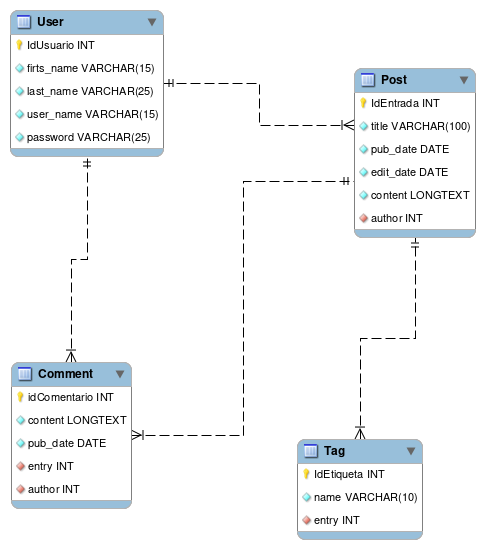 User
IdUsuario INT
firts_name VARCHAR(15)
last_name VARCHAR(25)
user_name VARCHAR(15)
password VARCHAR(25)
Post
IdEntrada INT
title VARCHAR(100)
pub_date DATE
edit_date DATE
content LONGTEXT
author INT
Comment
idComentario INT
content LONGTEXT
pub_date DATE
entry INT
author INT
Tag
IdEtiqueta INT
name VARCHAR(10)
entry INT